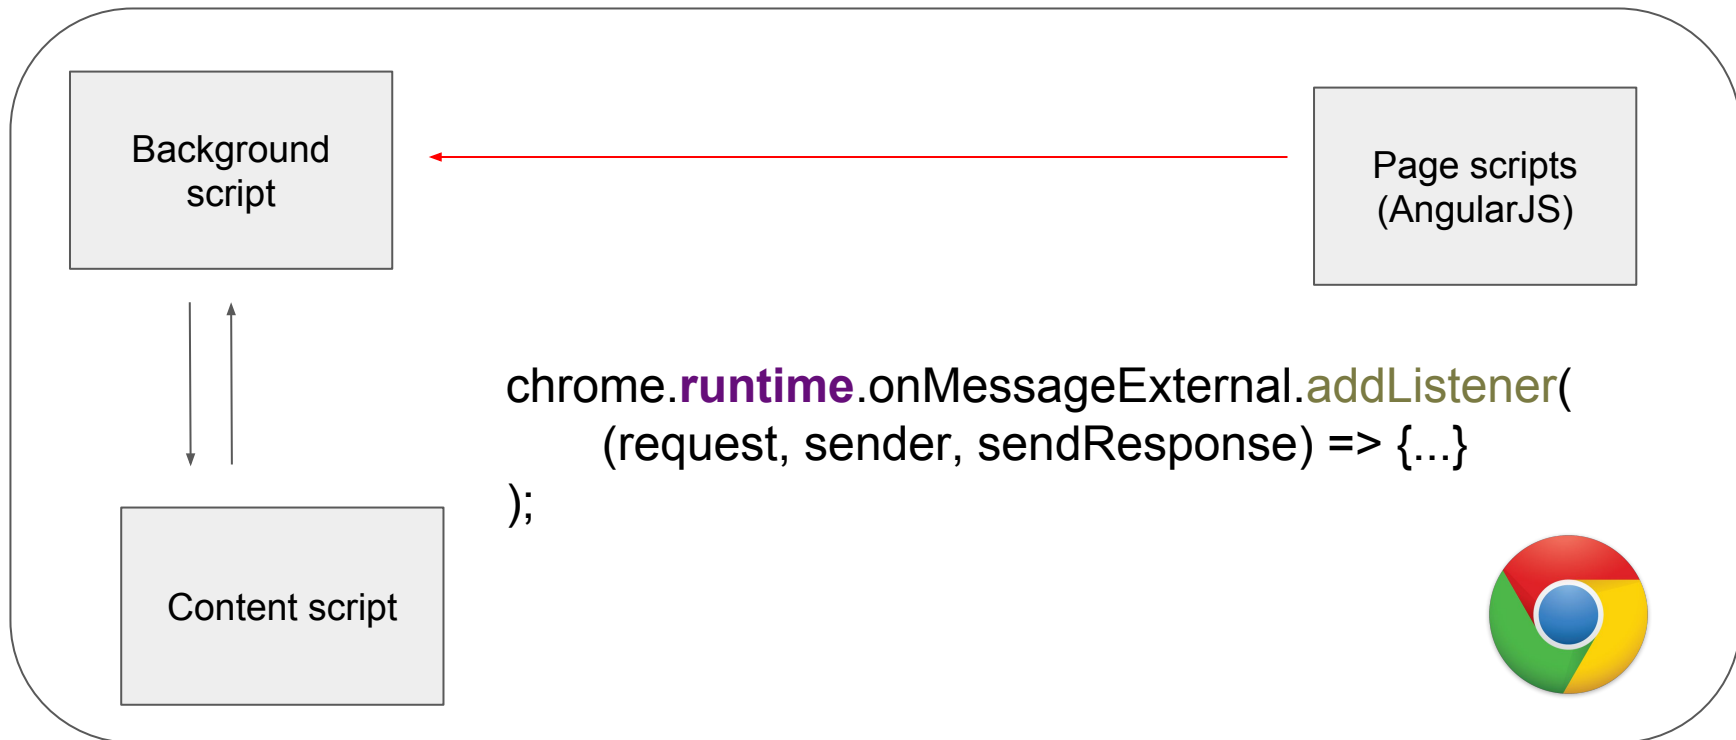 Background
script
Page scripts
(AngularJS)
chrome.runtime.onMessageExternal.addListener(
(request, sender, sendResponse) => {...}
);
Content script